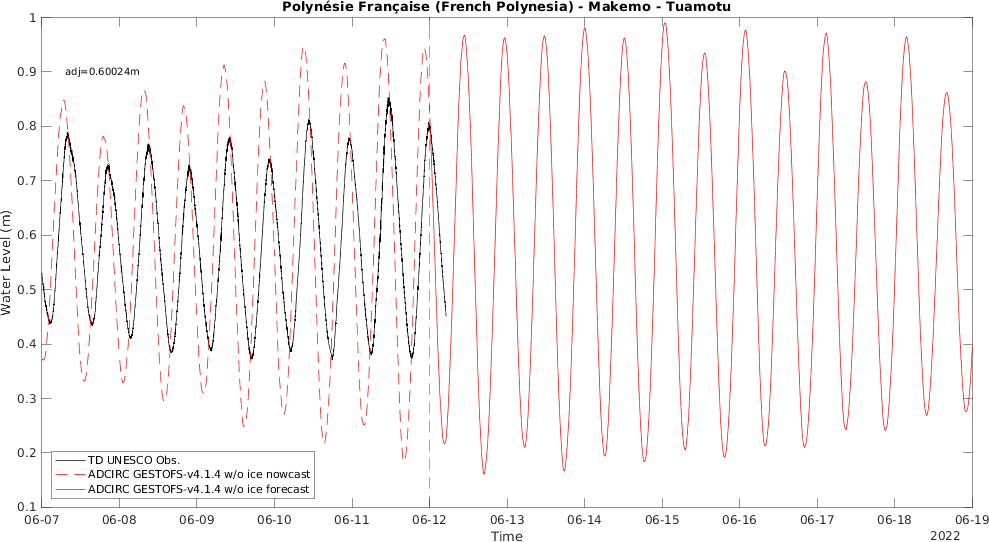 Polynésie Française (French Polynesia) - Makemo - Tuamotu
1
0.9
0.8
0.7
0.6
0.5
0.4
0.3
0.2
0.1
Water Level (m)
adj=0.60024m
TD UNESCO Obs.
ADCIRC GESTOFS-v4.1.4 w/o ice nowcast
ADCIRC GESTOFS-v4.1.4 w/o ice forecast
06-07 06-08 06-09 06-10 06-11 06-12 06-13 06-14 06-15 06-16 06-17 06-18 06-19
Time
2022